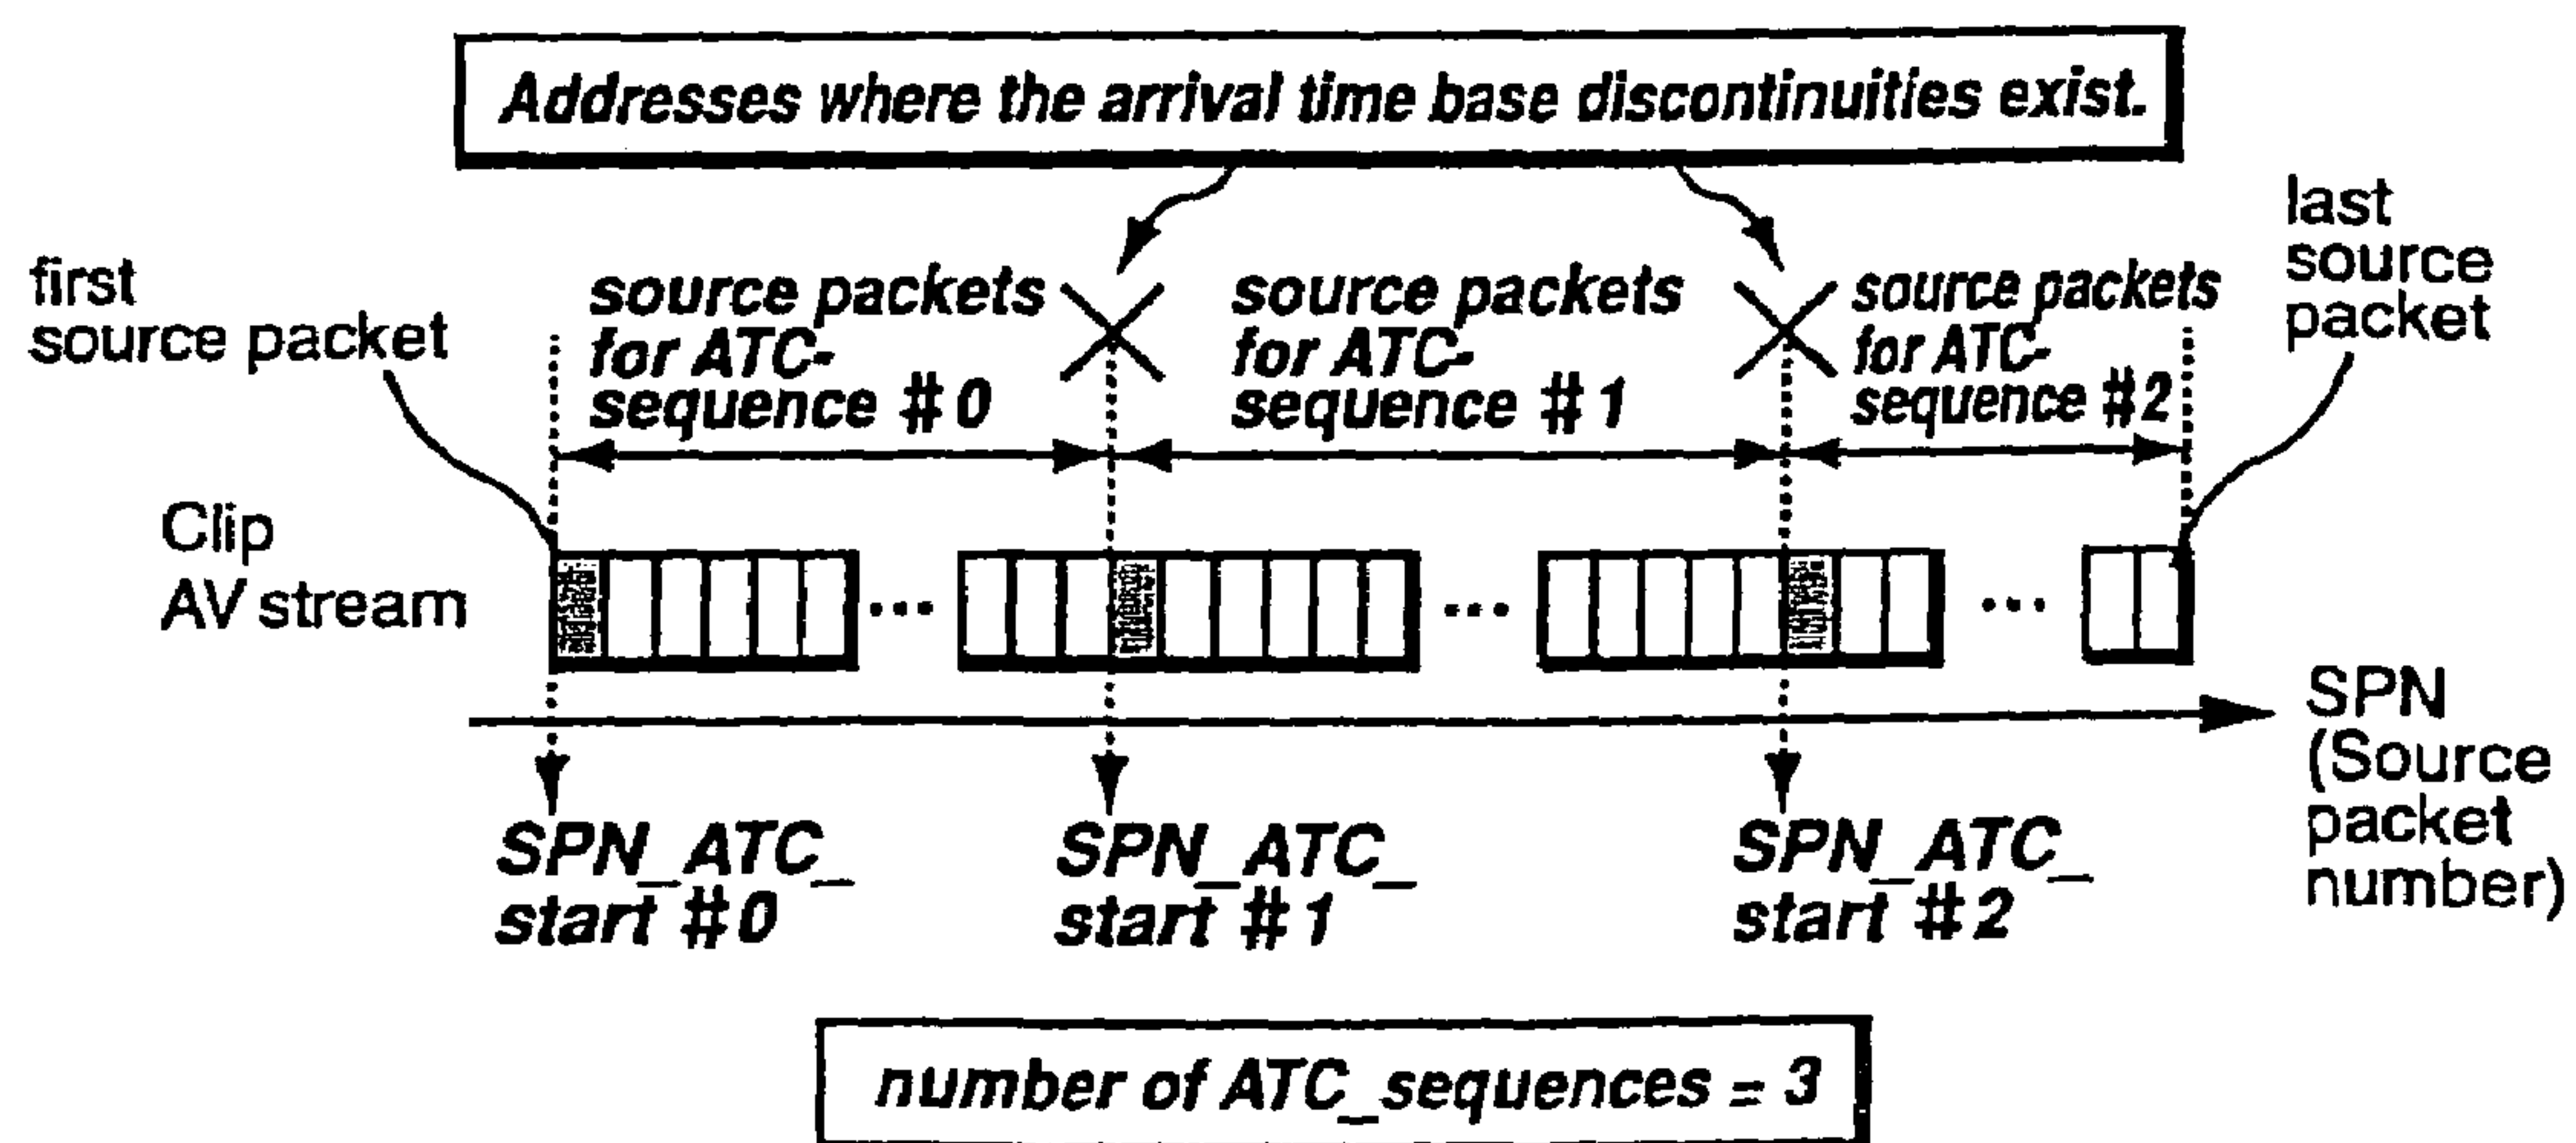 Addresses where the arrival time base discontinuities exist.
first
source packet
source packets
for ATC-
sequence #0
source packets
for ATC-
sequence #1
source packets
for ATC-
sequence #2
last
source
packet
Clip
AV stream
...
...
...
SPN
(Source
packet
number)
SPN_ATC_
start #0
SPN_ATC_
start #1
SPN_ATC_
start #2
number of ATC_sequences = 3